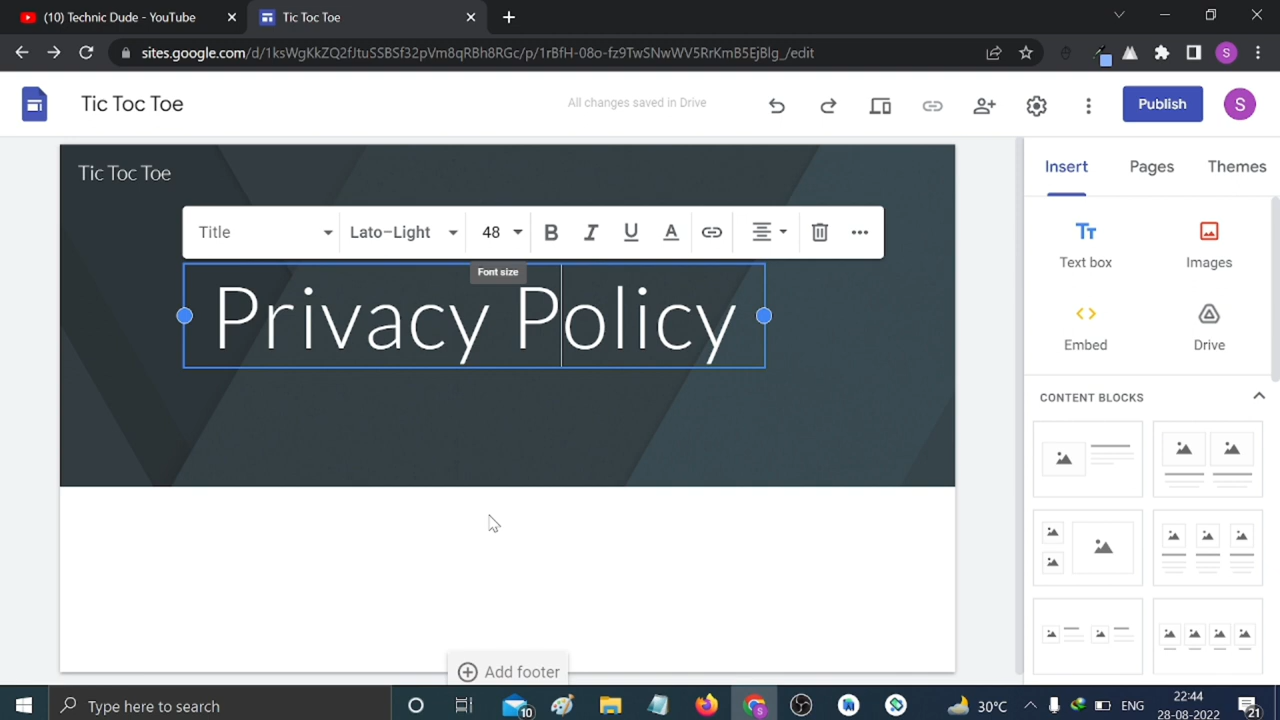 (10) Technic Dude - YouTube
Tic Toc Toe
sites.google.com/d/1ksWgKkZQ2fJtuSSBSf32pVm8qRBh8RGc/p/1rBfH-08o-fz9TwSNwWV5RrKmB5EjBlg_/edit
S
Tic Toc Toe
All changes saved in Drive
Publish
S
Tic Toc Toe
Title
Lato-Light
48
B
I
U
A
Font size
Privacy Policy
Add footer
Insert
Pages
Themes
Tt
Text box
Images
Embed
Drive
CONTENT BLOCKS
Type here to search
10
S
30°C
ENG
22:44
28-08-2022
21